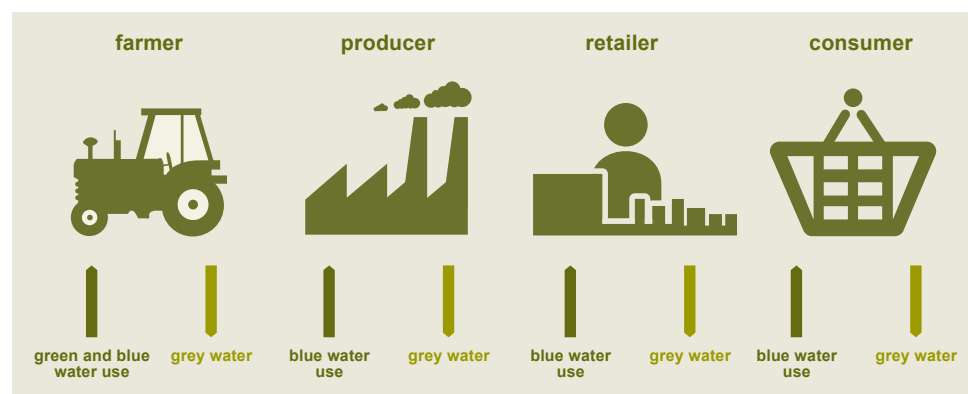 farmer
producer
retailer
consumer
green and blue
water use
grey water
blue water
use
grey water
blue water
use
grey water
blue water
use
grey water